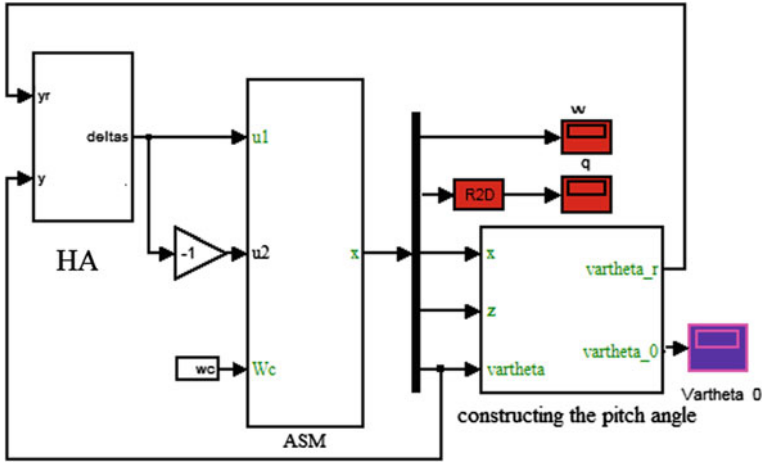 yr
deltas
y
HA
-1
u1
u2
Wc
x
wc
ASM
w
q
R2D
x
z
vartheta
vartheta_r
vartheta_0
Vartheta 0
constructing the pitch angle